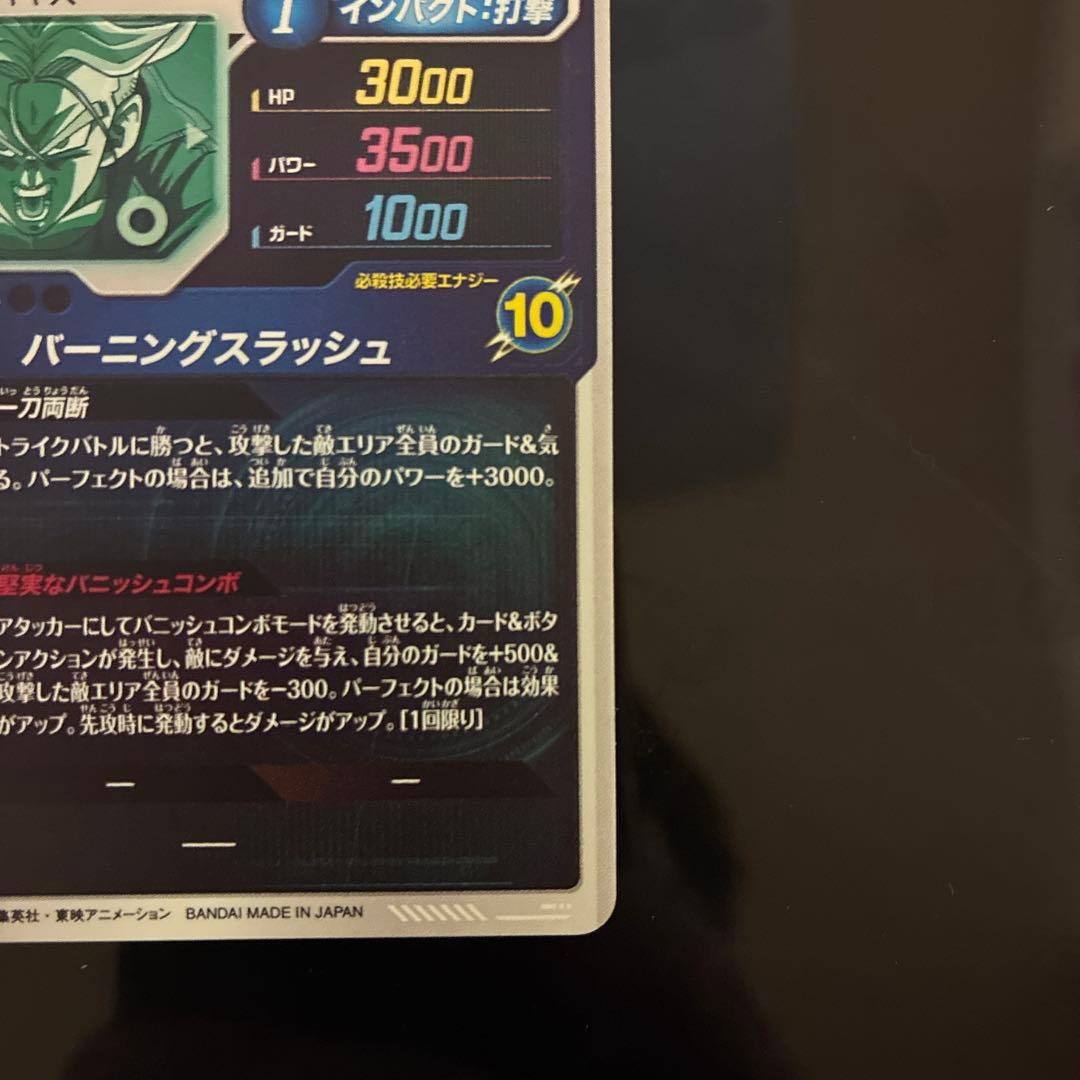 I インパクト:打撃
HP 3000
パワー 3500
ガード 1000
必殺技必要エナジー 10
バーニングスラッシュ
一刀両断
トライクバトルに勝つと、攻撃した敵エリア全員のガード&気
る。パーフェクトの場合は、追加で自分のパワーを+3000。
堅実なバニッシュコンボ
アタッカーにしてバニッシュコンボモードを発動させると、カード&ボタ
ンアクションが発生し、敵にダメージを与え、自分のガードを+500&
攻撃した敵エリア全員のガードを-300。パーフェクトの場合は効果
がアップ。先攻時に発動するとダメージがアップ。[1回限り]
集英社・東映アニメーション BANDAI MADE IN JAPAN